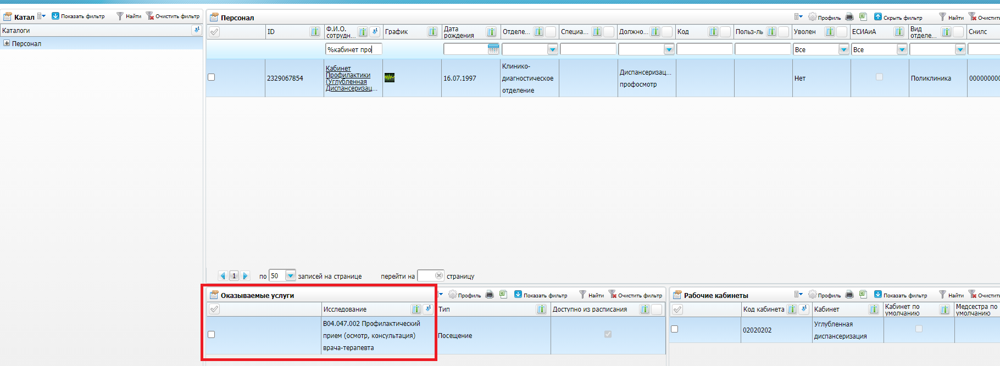 Катал
Показать фильтр
Найти
Очистить фильтр
Каталоги
Персонал
Персонал
Профиль
Скрыть фильтр
Найти
Очистить
ID
Ф.И.О.
сотрудн...
График
Дата
рождения
Отделе...
Специа...
Должно...
Код
Польз-ль
Уволен
ЕСИАиА
Вид
отделе...
Снилс
%кабинет про
Все
Все
2329067854
Кабинет
Профилактики
(Углубленная
Диспансеризац...
16.07.1997
Клинико-
диагностическое
отделение
Диспансеризац...
профосмотр
Нет
Поликлиника
000000000
1
по
50
записей на странице
перейти на
страницу
Оказываемые услуги
Профиль
Показать фильтр
Найти
Очистить фильтр
Исследование
Тип
Доступно из расписания
B04.047.002 Профилактический
прием (осмотр, консультация)
врача-терапевта
Посещение
Рабочие кабинеты
Профиль
Показать фильтр
Найти
Очистить
Код кабинета
Кабинет
Кабинет по
умолчанию
Медсестра по
умолчанию
02020202
Углубленная
диспансеризация